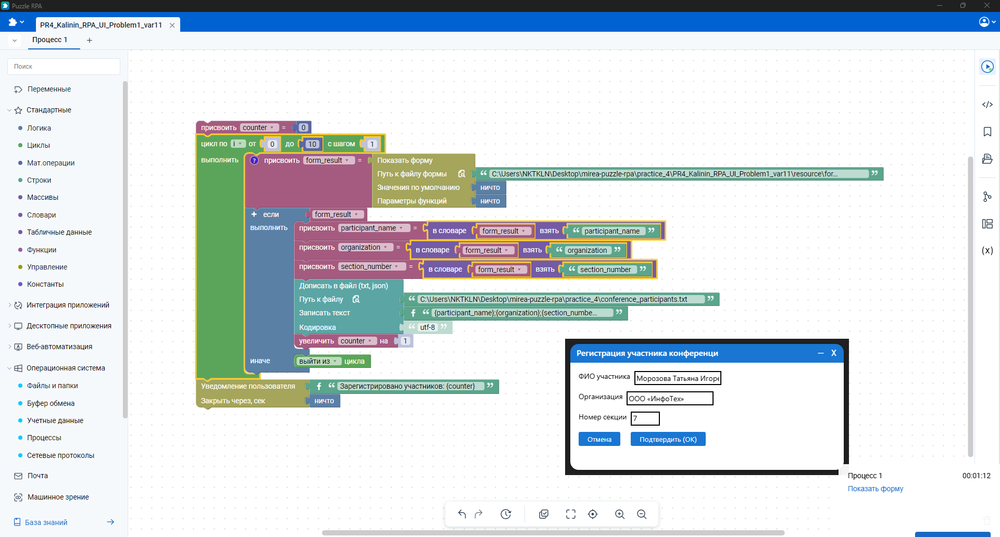 Puzzle RPA
PR4_Kalinin_RPA_UI_Problem1_var11
Процесс 1
Поиск
Переменные
Стандартные
Логика
Циклы
Мат.операции
Строки
Массивы
Словари
Табличные данные
Функции
Управление
Константы
Интеграция приложений
Десктопные приложения
Веб-автоматизация
Операционная система
Файлы и папки
Буфер обмена
Учетные данные
Процессы
Сетевые протоколы
Почта
Машинное зрение
База знаний
присвоить counter = 0
цикл по i от 0 до 10 с шагом 1
выполнить ? присвоить form_result = Показать форму
Путь к файлу формы “ C:\Users\NKTKLN\Desktop\mirea-puzzle-rpa\practice_4\PR4_Kalinin_RPA_UI_Problem1_var11\resource\for... ”
Значения по умолчанию ничто
Параметры функций ничто
+ если form_result
выполнить присвоить participant_name = в словаре form_result взять “ participant_name ”
присвоить organization = в словаре form_result взять “ organization ”
присвоить section_number = в словаре form_result взять “ section_number ”
Дописать в файл (txt, json)
Путь к файлу “ C:\Users\NKTKLN\Desktop\mirea-puzzle-rpa\practice_4\conference_participants.txt ”
Записать текст f “ {participant_name};{organization};{section_numbe... ”
Кодировка “ utf-8 ”
увеличить counter на 1
иначе выйти из цикла
Уведомление пользователя f “ Зарегистрировано участников: {counter} ”
Закрыть через, сек ничто
Регистрация участника конференци
– X
ФИО участника Морозова Татьяна Игоре
Организация ООО «ИнфоТех»
Номер секции 7
Отмена Подтвердить (ОК)
Процесс 1 00:01:12
Показать форму
</>
(x)